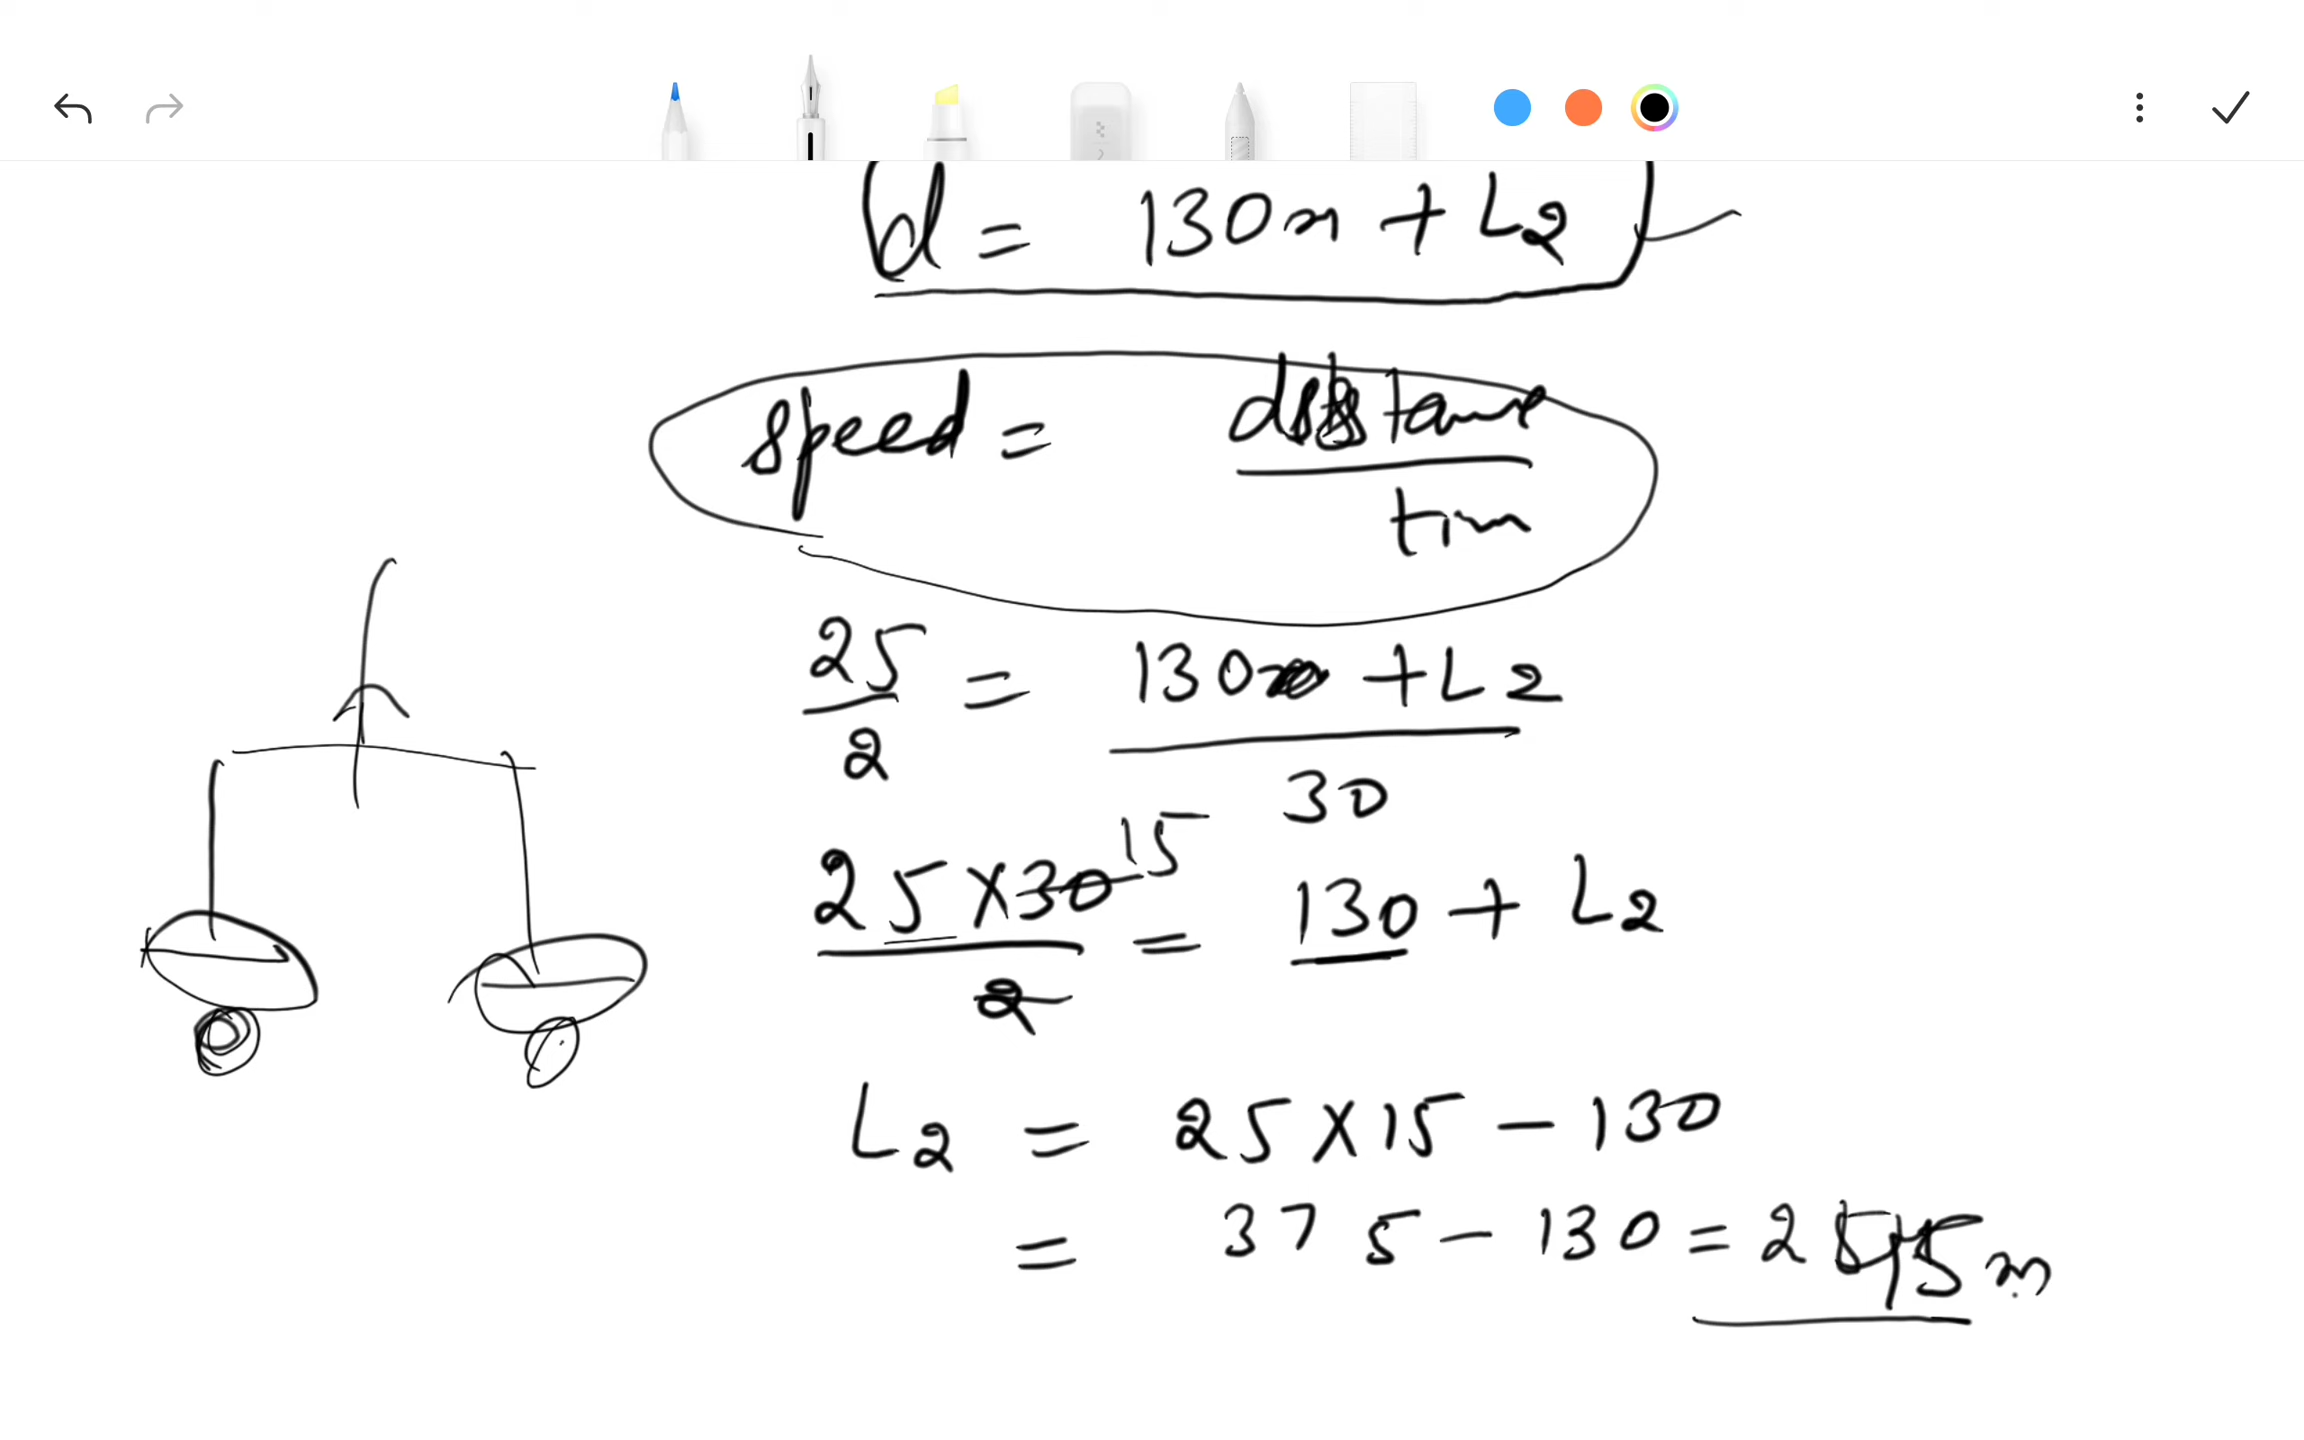 d = 130m + L2
speed = distance
tim
25 = 130 + L2
2
30
25 X 30 15 = 130 + L2
2
L2 = 25 X 15 - 130
= 375 - 130 = 245 m